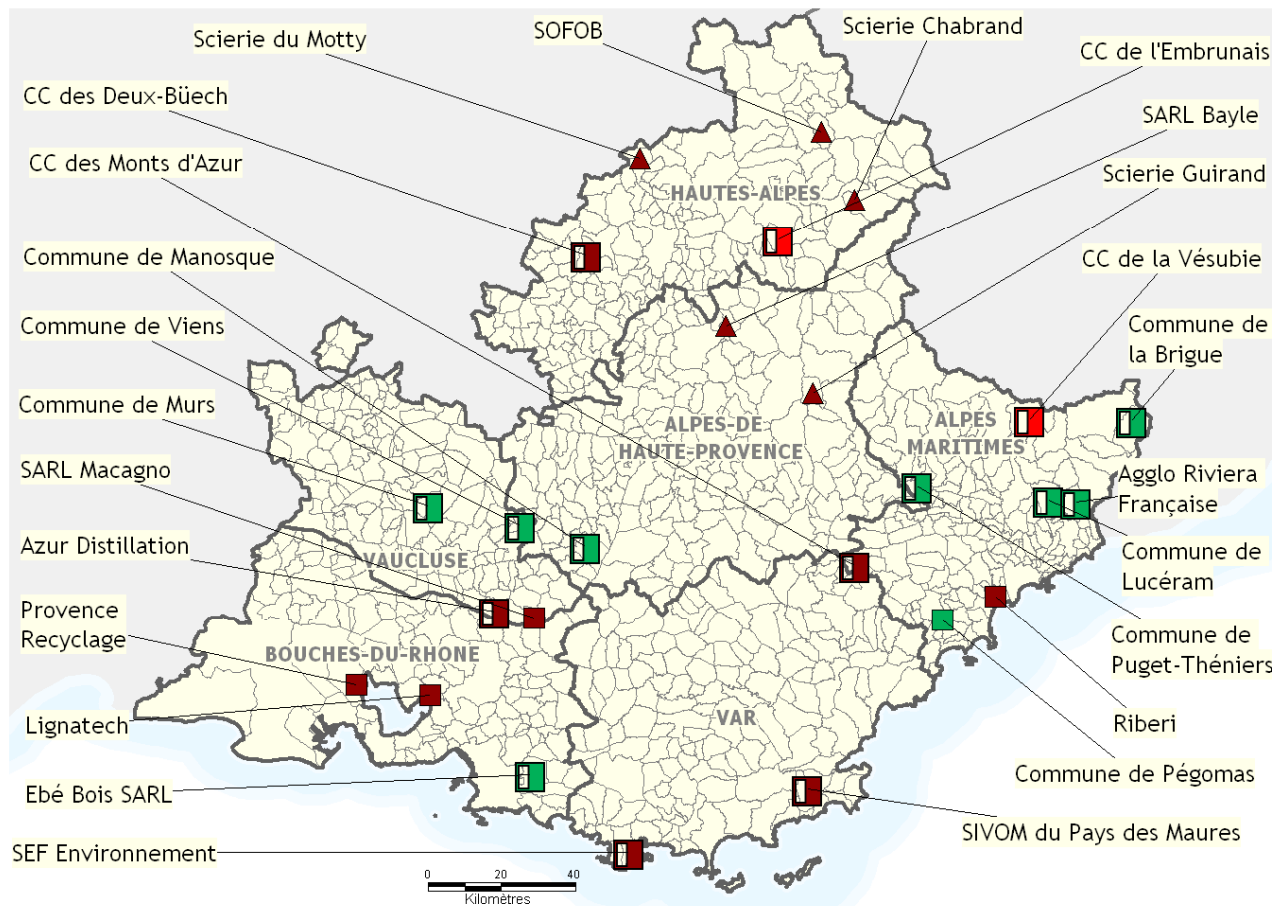 Scierie du Motty
SOFOB
Scierie Chabrand
CC de l'Embrunais
CC des Deux-Büech
SARL Bayle
CC des Monts d'Azur
Scierie Guirand
HAUTES-ALPES
Commune de Manosque
CC de la Vésubie
Commune de Viens
Commune de
la Brigue
Commune de Murs
ALPES-DE
HAUTE-PROVENCE
ALPES
MARITIMES
SARL Macagno
Agglo Riviera
Française
Azur Distillation
VAUCLUSE
Commune de
Lucéram
Provence
Recyclage
BOUCHES-DU-RHONE
Commune de
Puget-Théniers
Lignatech
VAR
Riberi
Ebé Bois SARL
Commune de Pégomas
SIVOM du Pays des Maures
SEF Environnement
0 20 40
Kilomètres